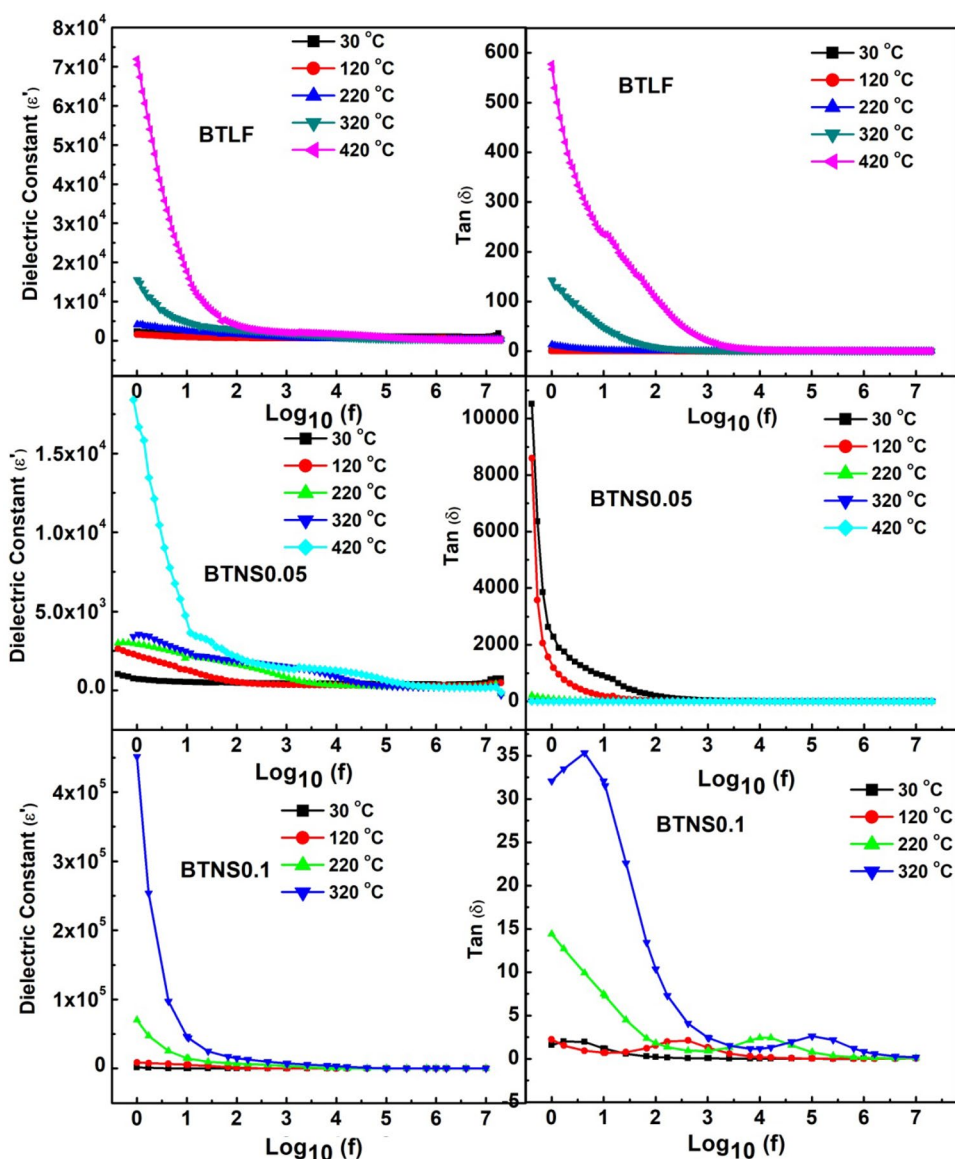 8x10⁴
7x10⁴
6x10⁴
5x10⁴
4x10⁴
3x10⁴
2x10⁴
1x10⁴
0
Dielectric Constant (ε')
BTLF
30 °C
120 °C
220 °C
320 °C
420 °C
0 1 2 3 4 5 6 7
Log₁₀ (f)
600
500
400
300
200
100
0
Tan (δ)
BTLF
30 °C
120 °C
220 °C
320 °C
420 °C
0 1 2 3 4 5 6 7
Log₁₀ (f)
1.5x10⁴
1.0x10⁴
5.0x10³
0.0
Dielectric Constant (ε')
BTNS0.05
30 °C
120 °C
220 °C
320 °C
420 °C
0 1 2 3 4 5 6 7
Log₁₀ (f)
10000
8000
6000
4000
2000
0
Tan (δ)
BTNS0.05
30 °C
120 °C
220 °C
320 °C
420 °C
0 1 2 3 4 5 6 7
Log₁₀ (f)
4x10⁵
3x10⁵
2x10⁵
1x10⁵
0
Dielectric Constant (ε')
BTNS0.1
30 °C
120 °C
220 °C
320 °C
0 1 2 3 4 5 6 7
Log₁₀ (f)
35
30
25
20
15
10
5
0
-5
Tan (δ)
BTNS0.1
30 °C
120 °C
220 °C
320 °C
0 1 2 3 4 5 6 7
Log₁₀ (f)